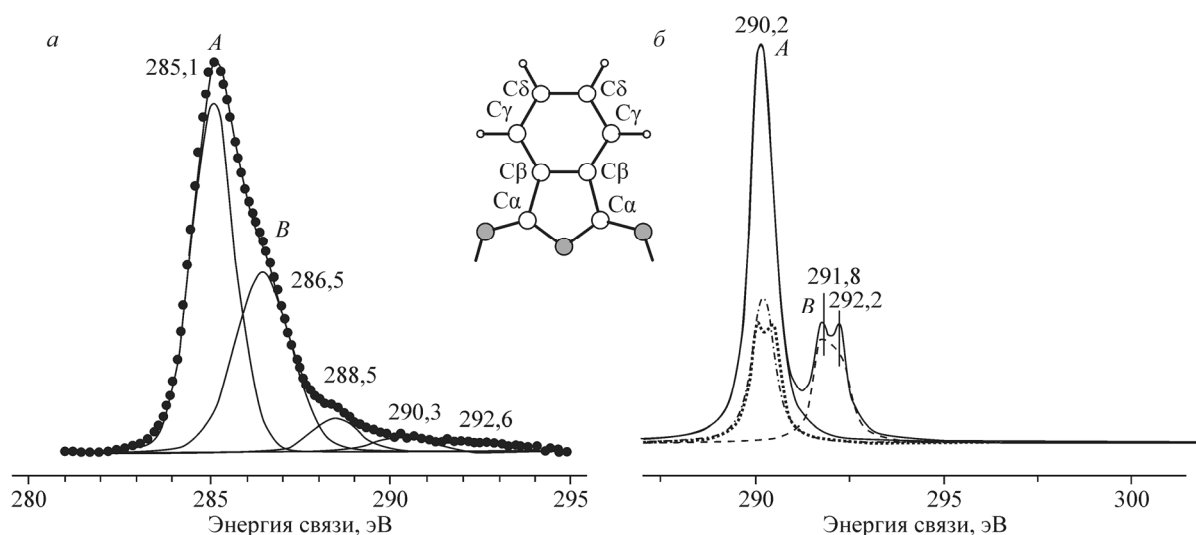 а
A
285,1
B
286,5
288,5
290,3
292,6
280
285
290
295
Энергия связи, эВ
Cδ
Cδ
Cγ
Cγ
Cβ
Cβ
Cα
Cα
б
290,2
A
291,8
B
292,2
290
295
300
Энергия связи, эВ